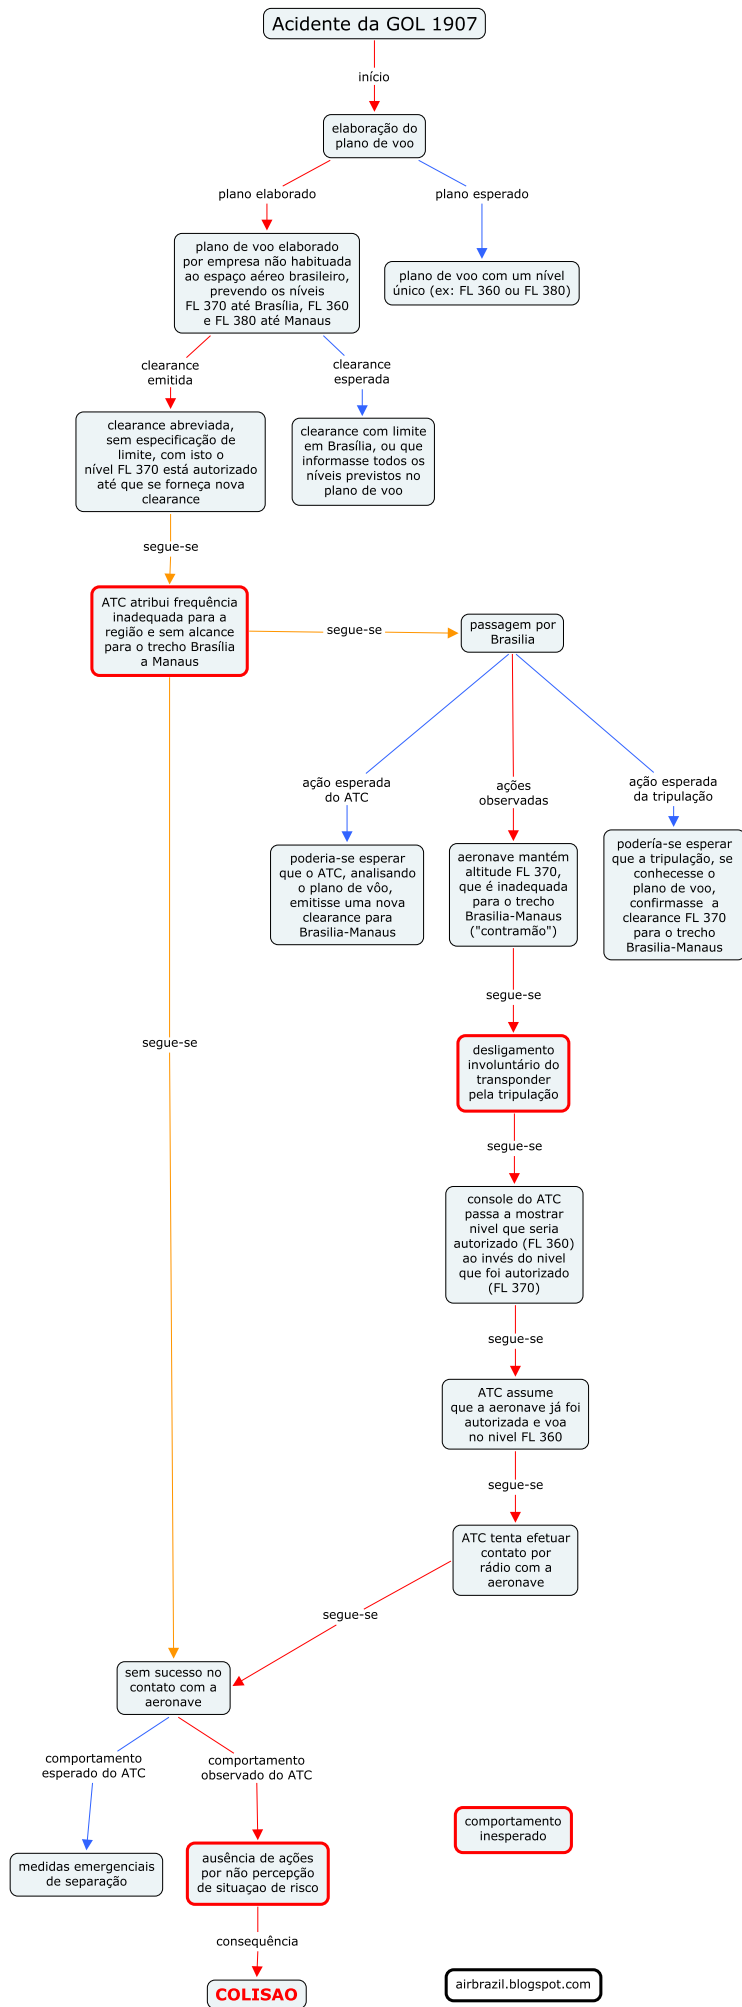 Acidente da GOL 1907
início
elaboração do
plano de voo
plano elaborado
plano esperado
plano de voo elaborado
por empresa não habituada
ao espaço aéreo brasileiro,
prevendo os níveis
FL 370 até Brasília, FL 360
e FL 380 até Manaus
plano de voo com um nível
único (ex: FL 360 ou FL 380)
clearance
emitida
clearance
esperada
clearance abreviada,
sem especificação de
limite, com isto o
nível FL 370 está autorizado
até que se forneça nova
clearance
clearance com limite
em Brasília, ou que
informasse todos os
níveis previstos no
plano de voo
segue-se
ATC atribui frequência
inadequada para a
região e sem alcance
para o trecho Brasília
a Manaus
segue-se
passagem por
Brasilia
ação esperada
do ATC
ações
observadas
ação esperada
da tripulação
poderia-se esperar
que o ATC, analisando
o plano de vôo,
emitisse uma nova
clearance para
Brasilia-Manaus
aeronave mantém
altitude FL 370,
que é inadequada
para o trecho
Brasilia-Manaus
("contramão")
podería-se esperar
que a tripulação, se
conhecesse o
plano de voo,
confirmasse  a
clearance FL 370
para o trecho
Brasilia-Manaus
segue-se
segue-se
desligamento
involuntário do
transponder
pela tripulação
segue-se
console do ATC
passa a mostrar
nivel que seria
autorizado (FL 360)
ao invés do nivel
que foi autorizado
(FL 370)
segue-se
ATC assume
que a aeronave já foi
autorizada e voa
no nivel FL 360
segue-se
ATC tenta efetuar
contato por
rádio com a
aeronave
segue-se
sem sucesso no
contato com a
aeronave
comportamento
esperado do ATC
comportamento
observado do ATC
medidas emergenciais
de separação
ausência de ações
por não percepção
de situaçao de risco
comportamento
inesperado
consequência
COLISAO
airbrazil.blogspot.com